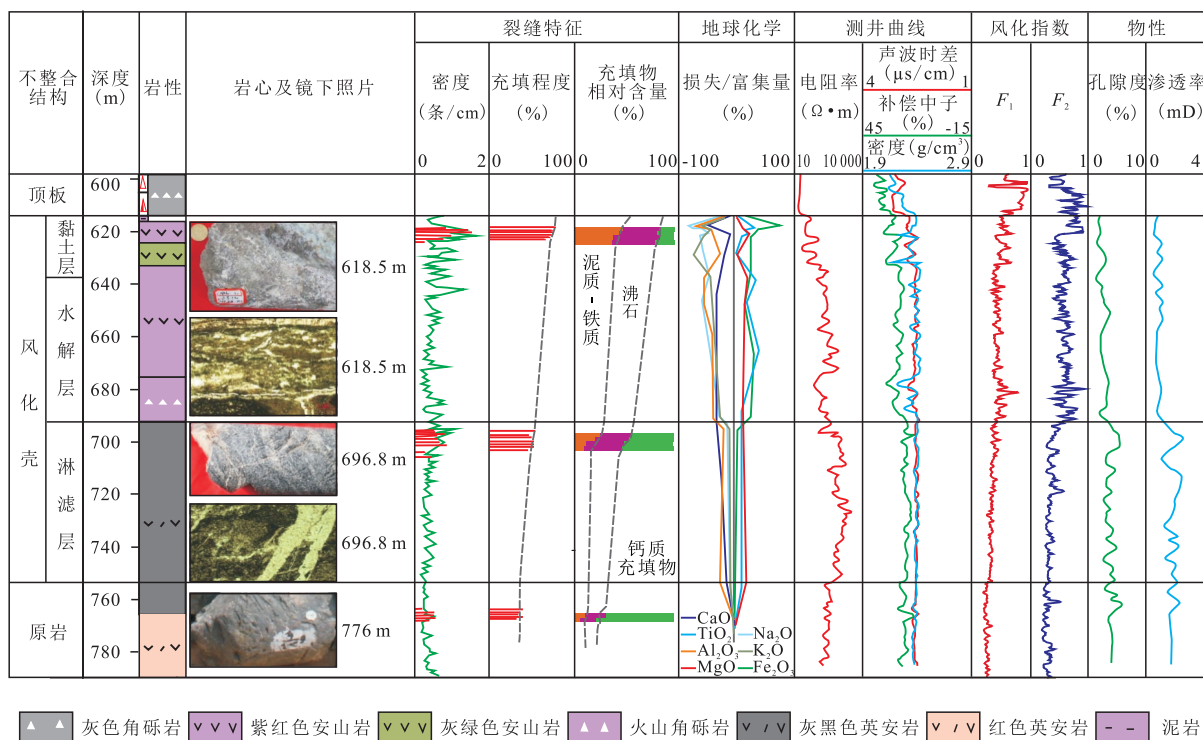 裂缝特征 地球化学 测井曲线 风化指数 物性
不整合结构 深度(m) 岩性 岩心及镜下照片
密度(条/cm) 充填程度(%) 充填物相对含量(%)
损失/富集量(%)
电阻率(Ω•m)
声波时差(μs/cm)
4 1
补偿中子(%)
45 -15
密度(g/cm³)
1.9 2.9
F₁ F₂
孔隙度(%) 渗透率(mD)
0 2 0 100 0 100 -100 100 10 10 000 0 1 0 1 0 10 0 4
顶板
600
风化壳
黏土层
620
618.5 m
640
水解层
泥质-铁质
沸石
660
618.5 m
680
淋滤层
700
696.8 m
720
740
696.8 m
钙质充填物
原岩
760
776 m
780
CaO
TiO₂ Na₂O
Al₂O₃ K₂O
MgO Fe₂O₃
灰色角砾岩 紫红色安山岩 灰绿色安山岩 火山角砾岩 灰黑色英安岩 红色英安岩 泥岩